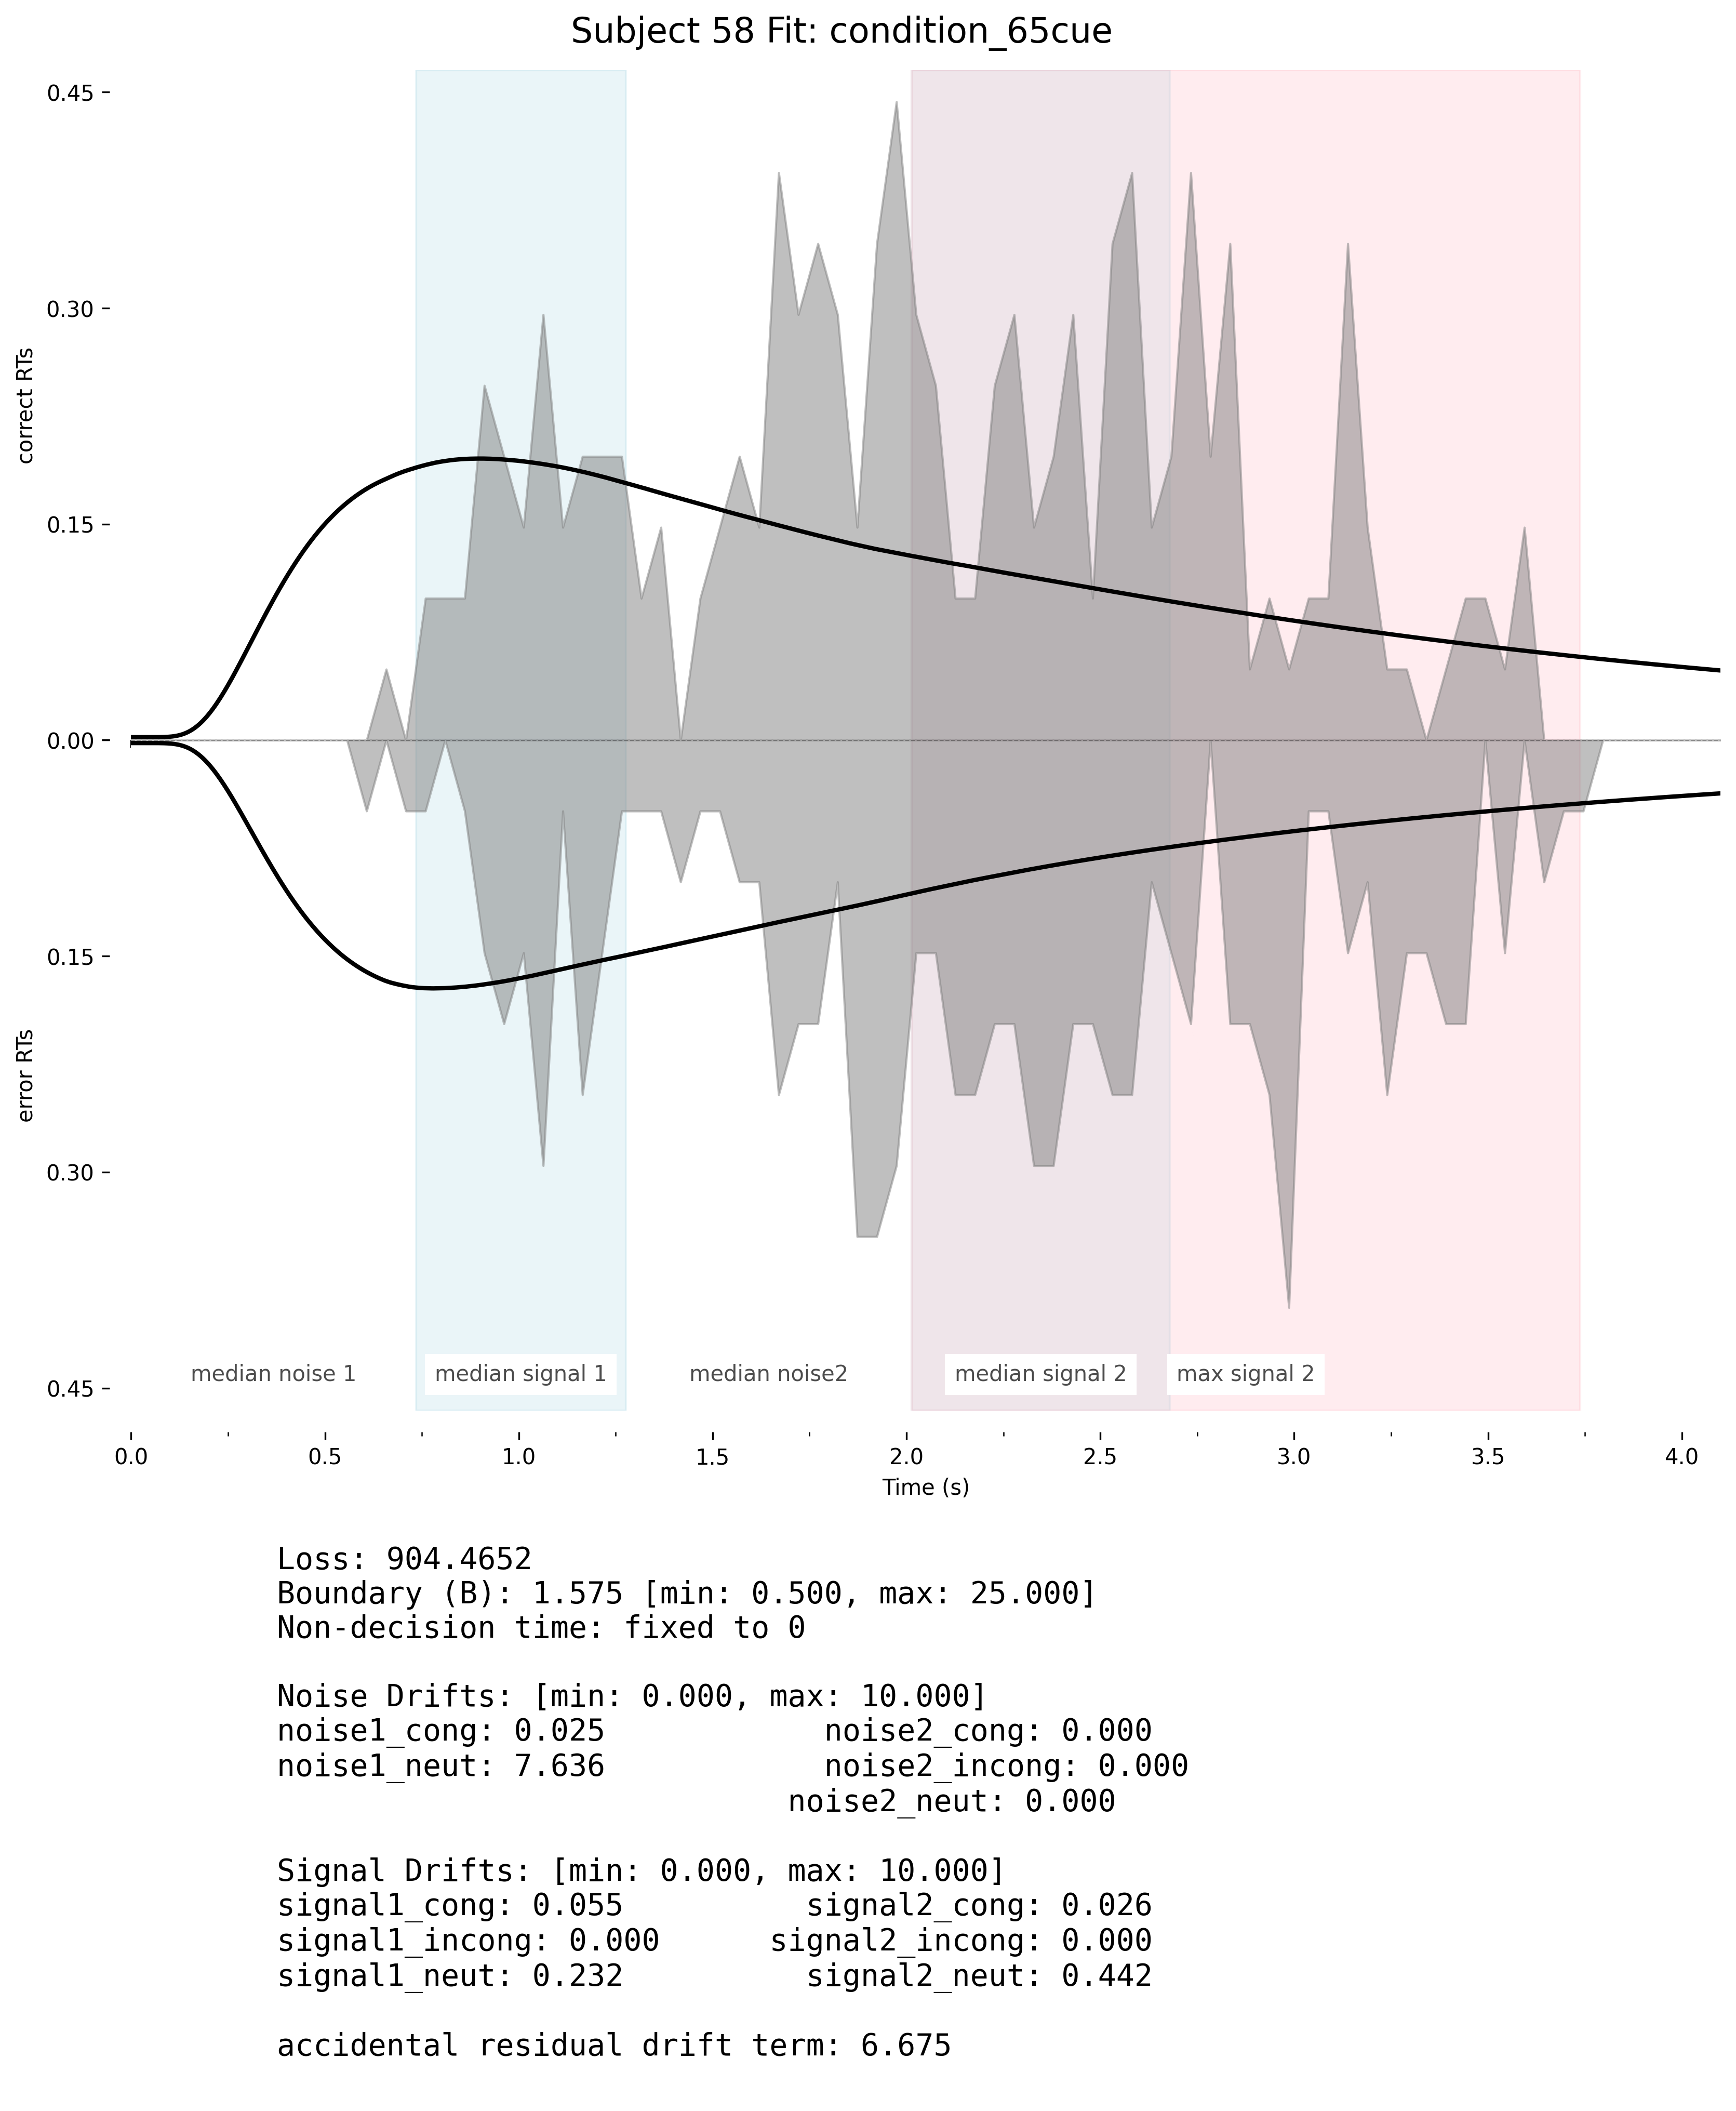 Subject 58 Fit: condition_65cue
0.45
0.30
0.15
0.00
0.15
0.30
0.45
correct RTs
error RTs
median noise 1
median signal 1
median noise2
median signal 2
max signal 2
0.0 0.5 1.0 1.5 2.0 2.5 3.0 3.5 4.0
Time (s)
Loss: 904.4652
Boundary (B): 1.575 [min: 0.500, max: 25.000]
Non-decision time: fixed to 0
Noise Drifts: [min: 0.000, max: 10.000]
noise1_cong: 0.025 noise2_cong: 0.000
noise1_neut: 7.636 noise2_incong: 0.000
noise2_neut: 0.000
Signal Drifts: [min: 0.000, max: 10.000]
signal1_cong: 0.055 signal2_cong: 0.026
signal1_incong: 0.000 signal2_incong: 0.000
signal1_neut: 0.232 signal2_neut: 0.442
accidental residual drift term: 6.675